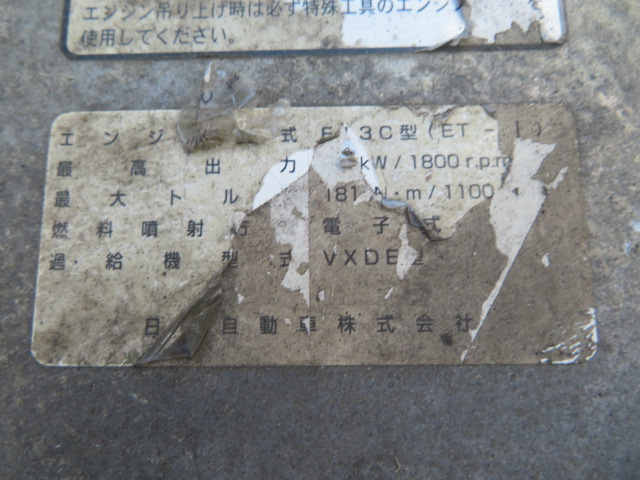 エンジン吊り上げ時は必ず特殊工具のエンジ
使用してください。
エンジ 式 E13C型(ET-I)
最高出力 kW/1800r.p.m
最大トル 181 N·m/1100
燃料噴射 電子 式
過給機型式 VXDE
日 自動車株式会社